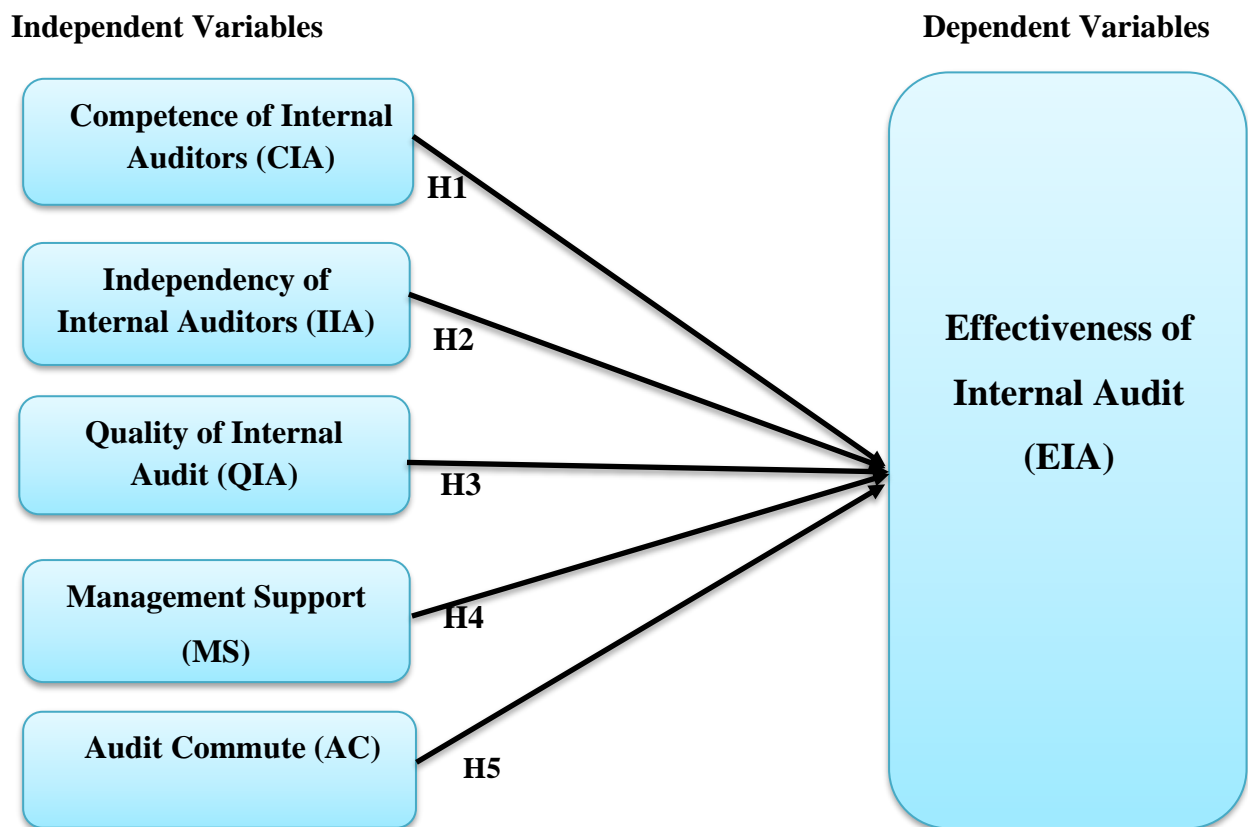 Independent Variables
Dependent Variables
Competence of Internal
Auditors (CIA)
H1
Independency of
Internal Auditors (IIA)
H2
Quality of Internal
Audit (QIA)
H3
Management Support
(MS)
H4
Audit Commute (AC)
H5
Effectiveness of
Internal Audit
(EIA)